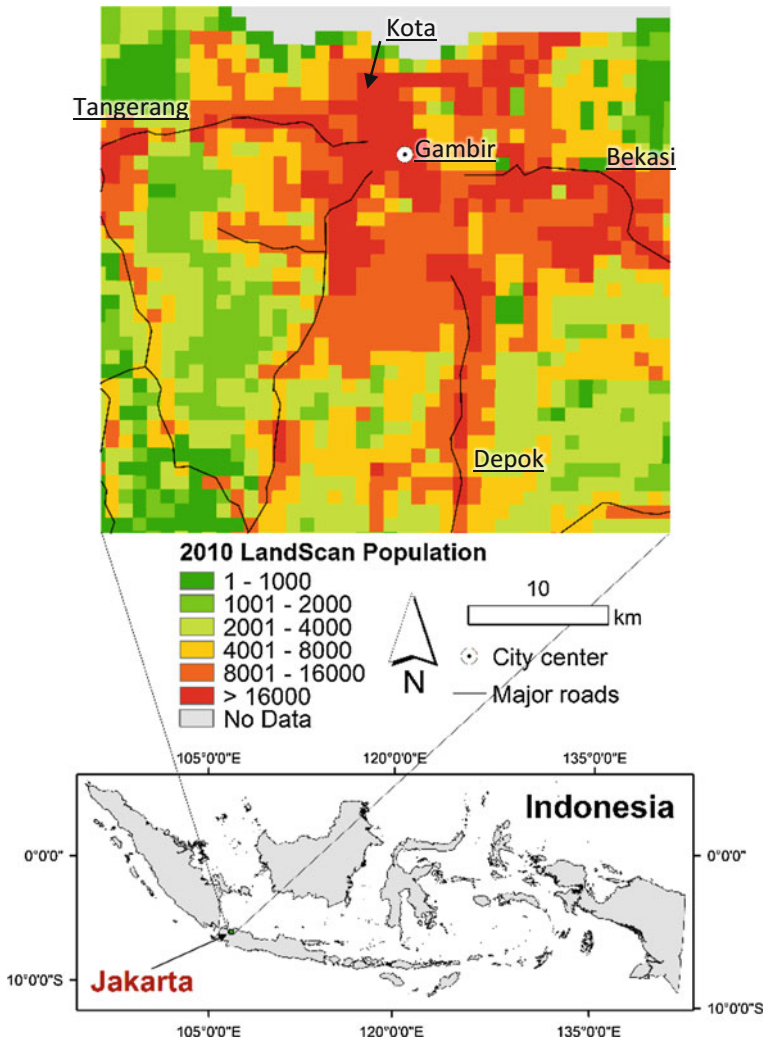 Kota
Tangerang
Gambir
Bekasi
Depok
2010 LandScan Population
1 - 1000
1001 - 2000
2001 - 4000
4001 - 8000
8001 - 16000
> 16000
No Data
N
10
km
City center
Major roads
105°0'0"E 120°0'0"E 135°0'0"E
Indonesia
0°0'0" 0°0'0"
Jakarta
10°0'0"S 10°0'0"S
105°0'0"E 120°0'0"E 135°0'0"E